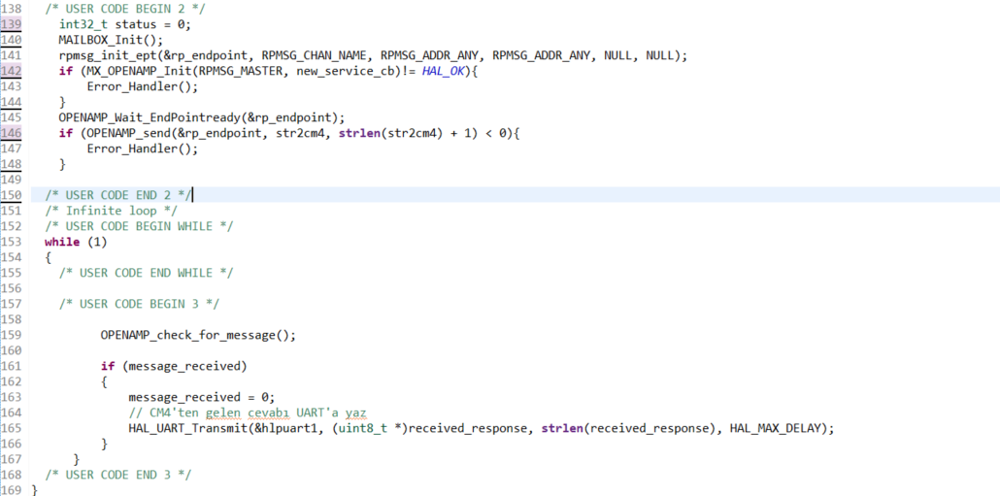 138 /* USER CODE BEGIN 2 */
139 int32_t status = 0;
140 MAILBOX_Init();
141 rpmsg_init_ept(&rp_endpoint, RPMSG_CHAN_NAME, RPMSG_ADDR_ANY, RPMSG_ADDR_ANY, NULL, NULL);
142 if (MX_OPENAMP_Init(RPMSG_MASTER, new_service_cb)!= HAL_OK){
143 Error_Handler();
144 }
145 OPENAMP_Wait_EndPointready(&rp_endpoint);
146 if (OPENAMP_send(&rp_endpoint, str2cm4, strlen(str2cm4) + 1) < 0){
147 Error_Handler();
148 }
149
150 /* USER CODE END 2 */
151 /* Infinite loop */
152 /* USER CODE BEGIN WHILE */
153 while (1)
154 {
155 /* USER CODE END WHILE */
156
157 /* USER CODE BEGIN 3 */
158
159 OPENAMP_check_for_message();
160
161 if (message_received)
162 {
163 message_received = 0;
164 // CM4'ten gelen cevabı UART'a yaz
165 HAL_UART_Transmit(&hlpuart1, (uint8_t *)received_response, strlen(received_response), HAL_MAX_DELAY);
166 }
167 }
168 /* USER CODE END 3 */
169 }